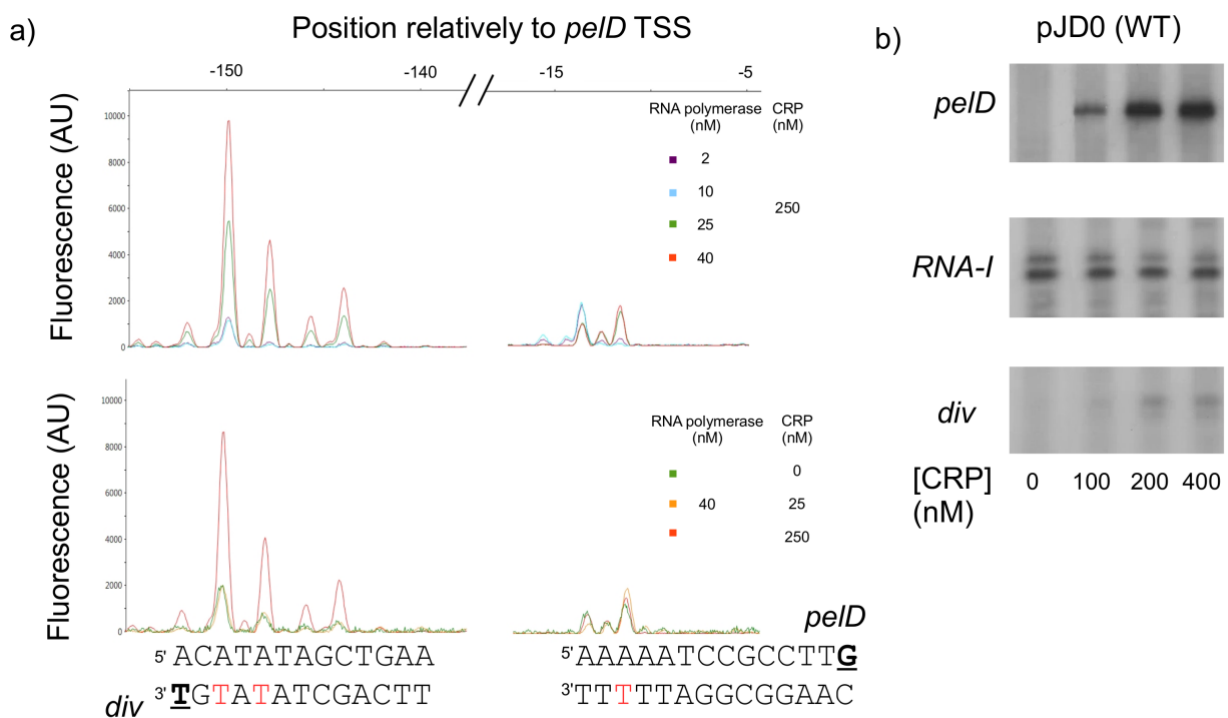 a)
Position relatively to pelD TSS
-150
-140
-15
-5
Fluorescence (AU)
10000
8000
6000
4000
2000
0
RNA polymerase (nM)
CRP (nM)
2
10
25
40
250
Fluorescence (AU)
10000
8000
6000
4000
2000
0
RNA polymerase (nM)
CRP (nM)
40
0
25
250
pelD
5' ACATATAGCTGAA
5' AAAAATCCGCCTTG
div 3' TGTATATCGACTT
3' TTTTTAGGCGGAAC
b)
pJD0 (WT)
pelD
RNA-I
div
[CRP] (nM)
0 100 200 400